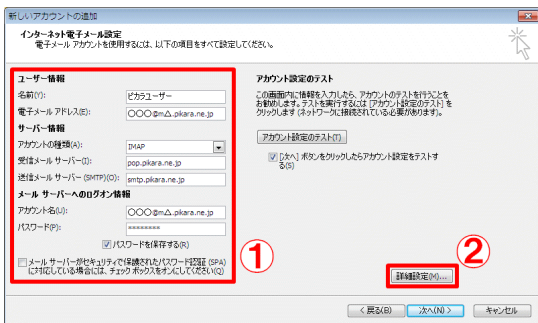 新しいアカウントの追加
インターネット電子メール設定
電子メール アカウントを使用するには、以下の項目をすべて設定してください。
ユーザー情報
名前(Y):
ピカラユーザー
電子メール アドレス(E):
〇〇〇@m△.pikara.ne.jp
サーバー情報
アカウントの種類(A):
IMAP
受信メール サーバー(I):
pop.pikara.ne.jp
送信メール サーバー (SMTP)(O):
smtp.pikara.ne.jp
メール サーバーへのログオン情報
アカウント名(U):
〇〇〇@m△.pikara.ne.jp
パスワード(P):
********
パスワードを保存する(R)
メール サーバーがセキュリティで保護されたパスワード認証 (SPA)
に対応している場合には、チェック ボックスをオンにしてください(Q)
①
アカウント設定のテスト
この画面内に情報を入力したら、アカウントのテストを行うことを
お勧めします。テストを実行するには [アカウント設定のテスト] を
クリックします (ネットワークに接続されている必要があります)。
アカウント設定のテスト(T)
[次へ] ボタンをクリックしたらアカウント設定をテストす
る(S)
②
詳細設定(M)...
< 戻る(B)
次へ(N) >
キャンセル